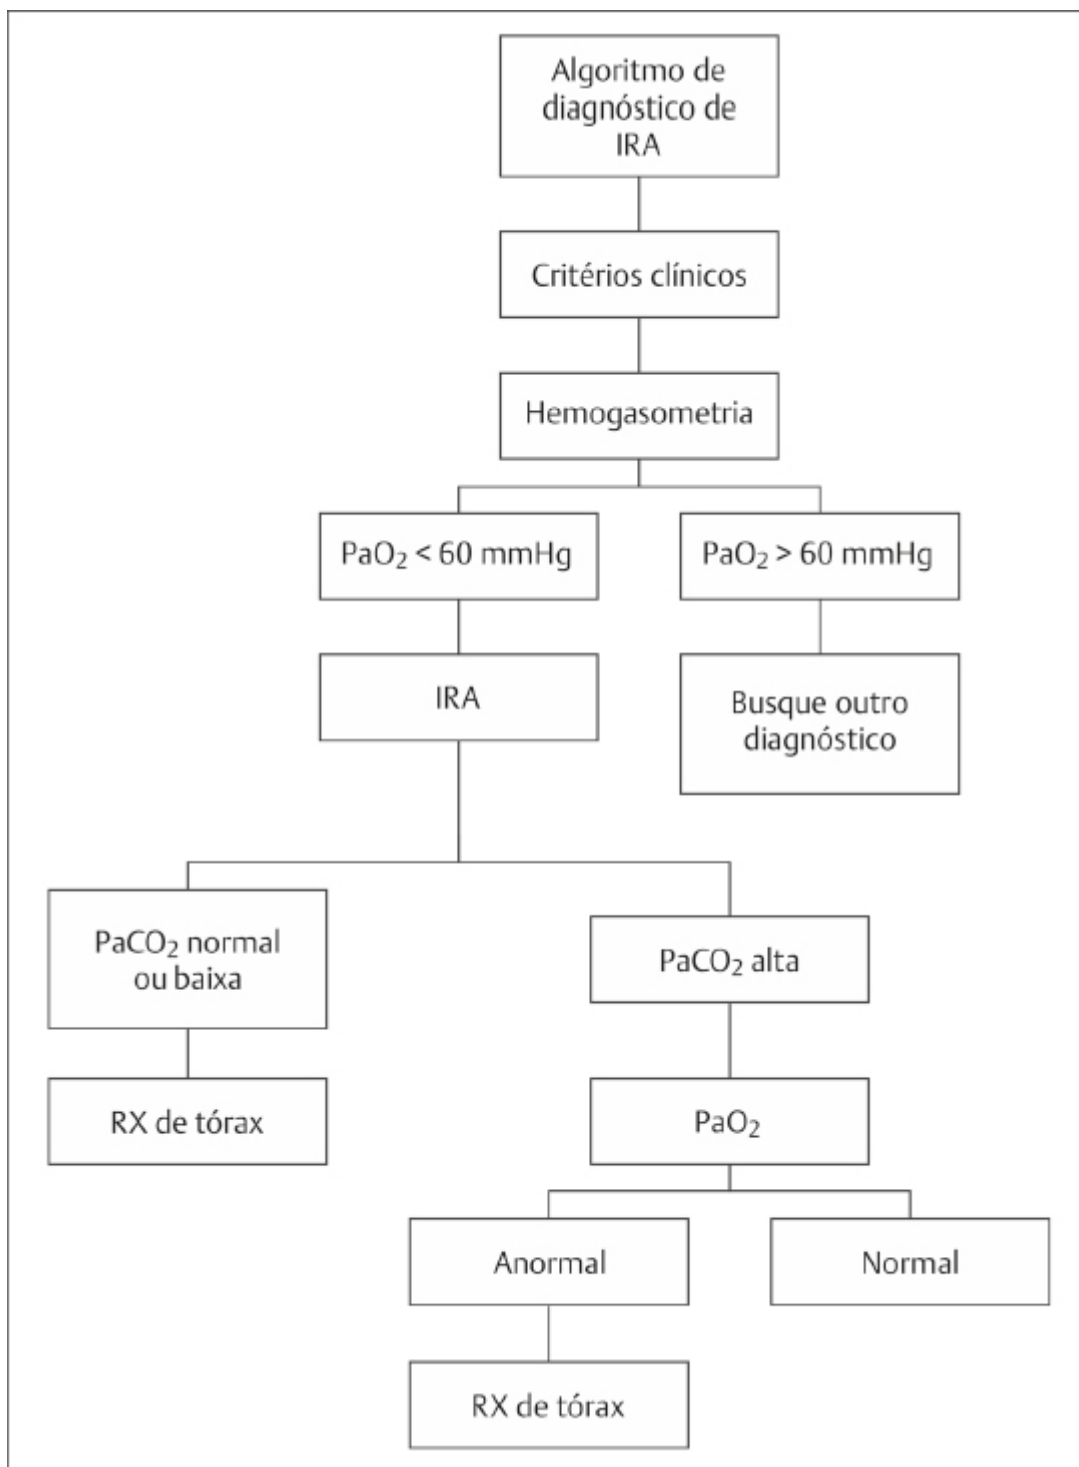 Algoritmo de
diagnóstico de
IRA
Critérios clínicos
Hemogasometria
PaO₂ < 60 mmHg
PaO₂ > 60 mmHg
IRA
Busque outro
diagnóstico
PaCO₂ normal
ou baixa
PaCO₂ alta
RX de tórax
PaO₂
Anormal
Normal
RX de tórax